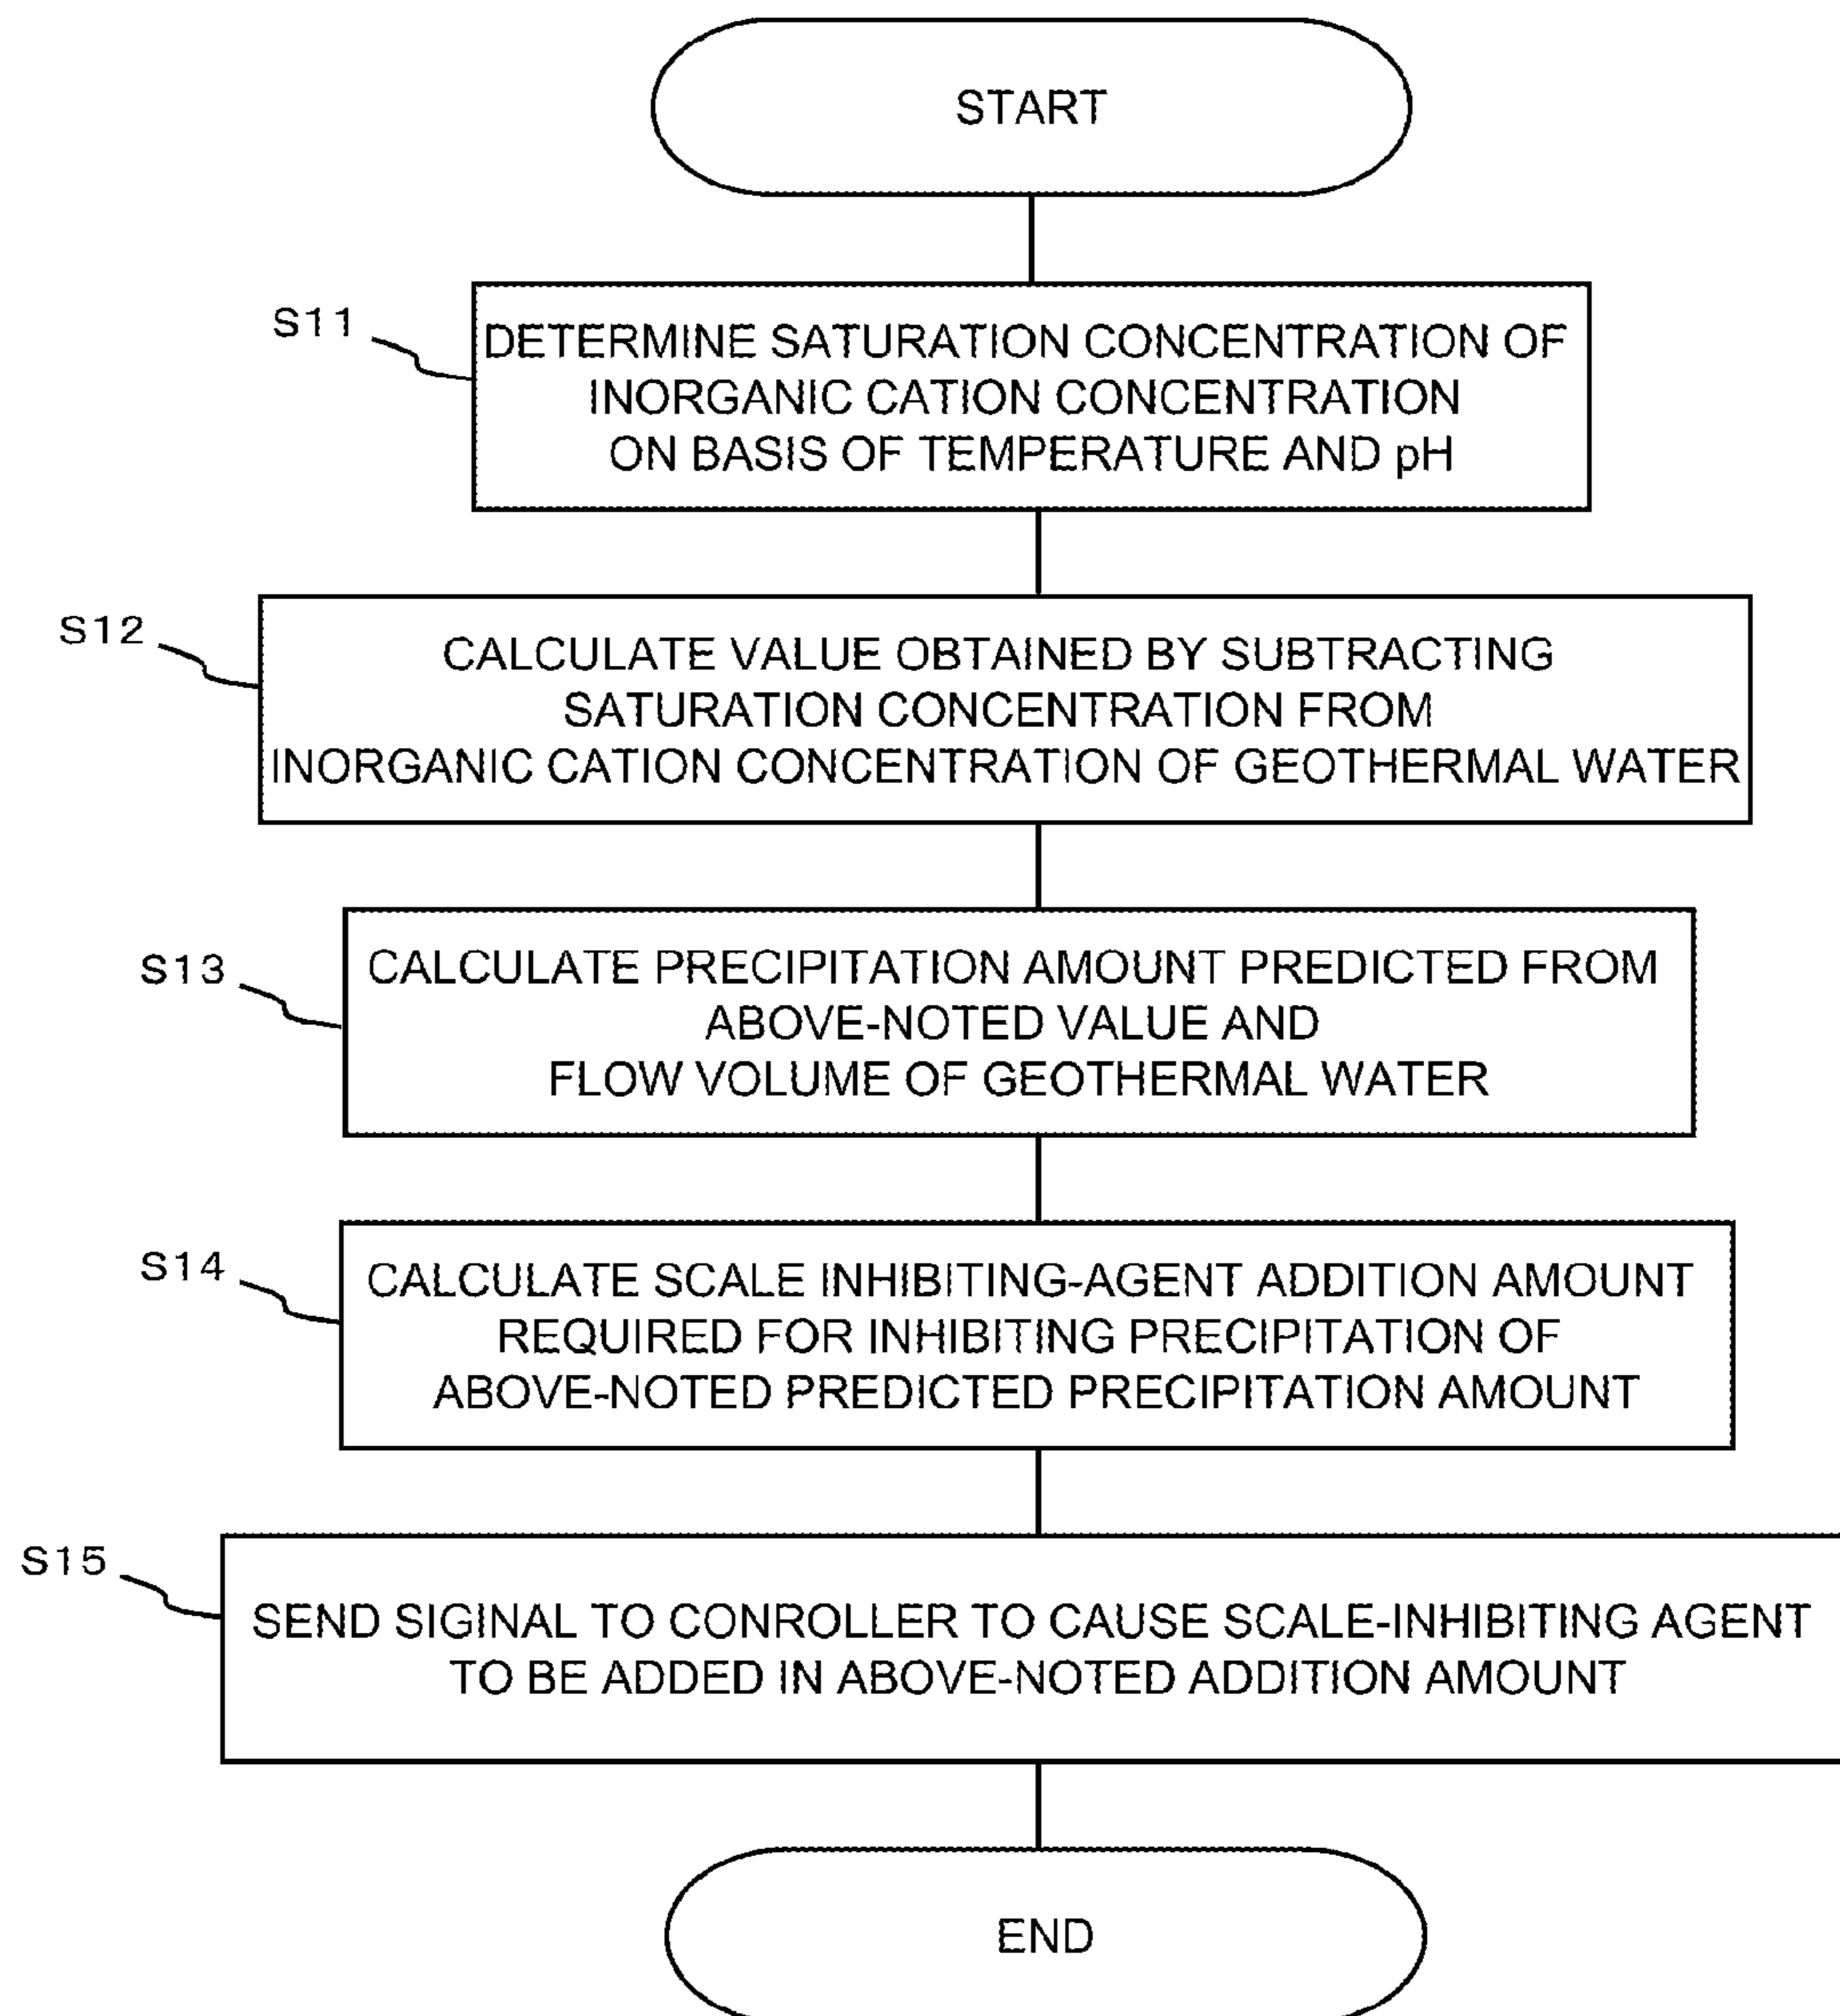 START
S11
DETERMINE SATURATION CONCENTRATION OF
INORGANIC CATION CONCENTRATION
ON BASIS OF TEMPERATURE AND pH
S12
CALCULATE VALUE OBTAINED BY SUBTRACTING
SATURATION CONCENTRATION FROM
INORGANIC CATION CONCENTRATION OF GEOTHERMAL WATER
S13
CALCULATE PRECIPITATION AMOUNT PREDICTED FROM
ABOVE-NOTED VALUE AND
FLOW VOLUME OF GEOTHERMAL WATER
S14
CALCULATE SCALE INHIBITING-AGENT ADDITION AMOUNT
REQUIRED FOR INHIBITING PRECIPITATION OF
ABOVE-NOTED PREDICTED PRECIPITATION AMOUNT
S15
SEND SIGINAL TO CONROLLER TO CAUSE SCALE-INHIBITING AGENT
TO BE ADDED IN ABOVE-NOTED ADDITION AMOUNT
END